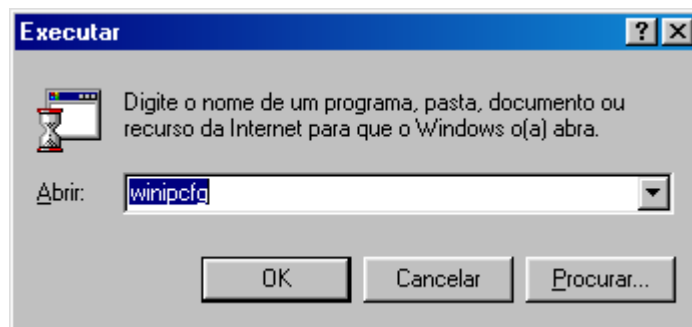 Executar
Digite o nome de um programa, pasta, documento ou
recurso da Internet para que o Windows o(a) abra.
Abrir: winipcfg
OK Cancelar Procurar...